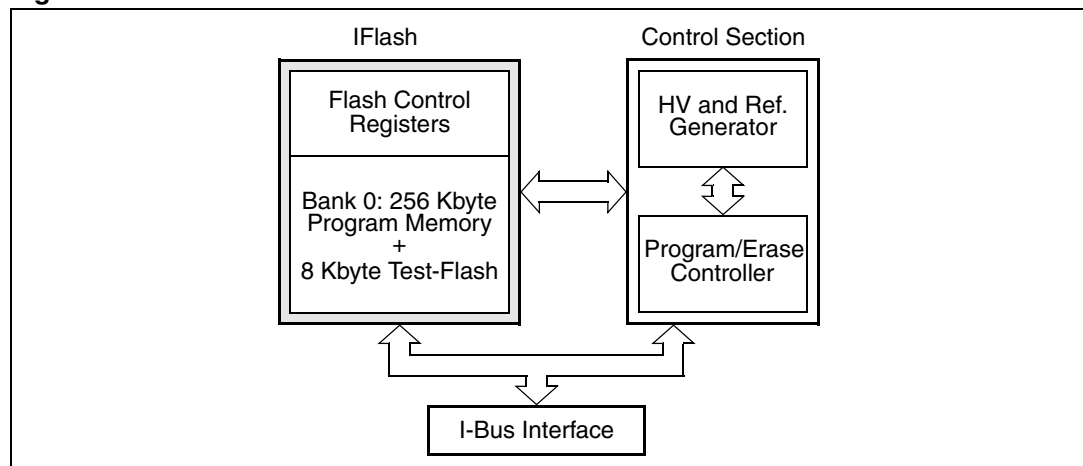 IFlash
Control Section
Flash Control
Registers
HV and Ref.
Generator
Bank 0: 256 Kbyte
Program Memory
+
8 Kbyte Test-Flash
Program/Erase
Controller
I-Bus Interface